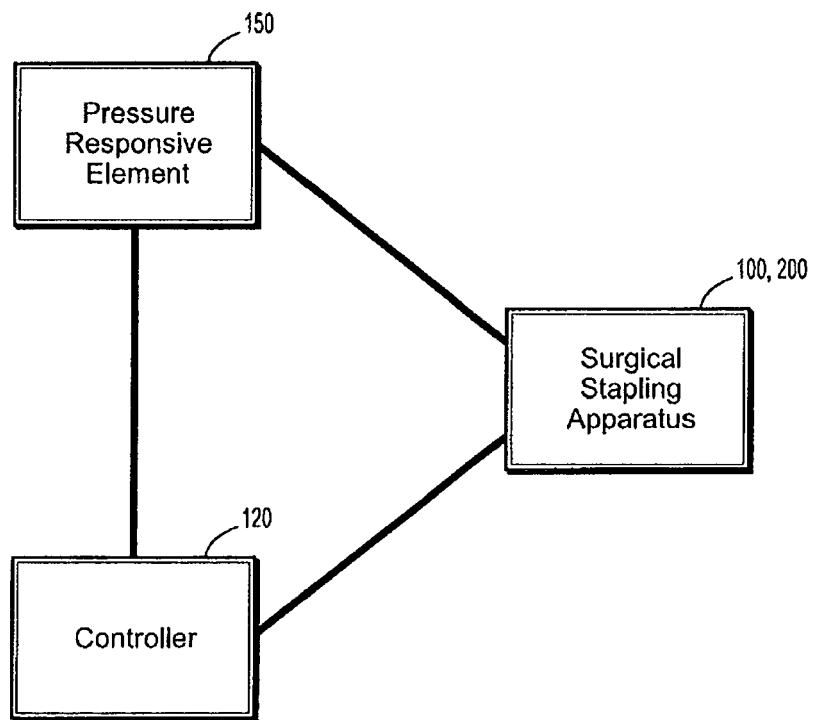 150
Pressure
Responsive
Element
100, 200
Surgical
Stapling
Apparatus
120
Controller